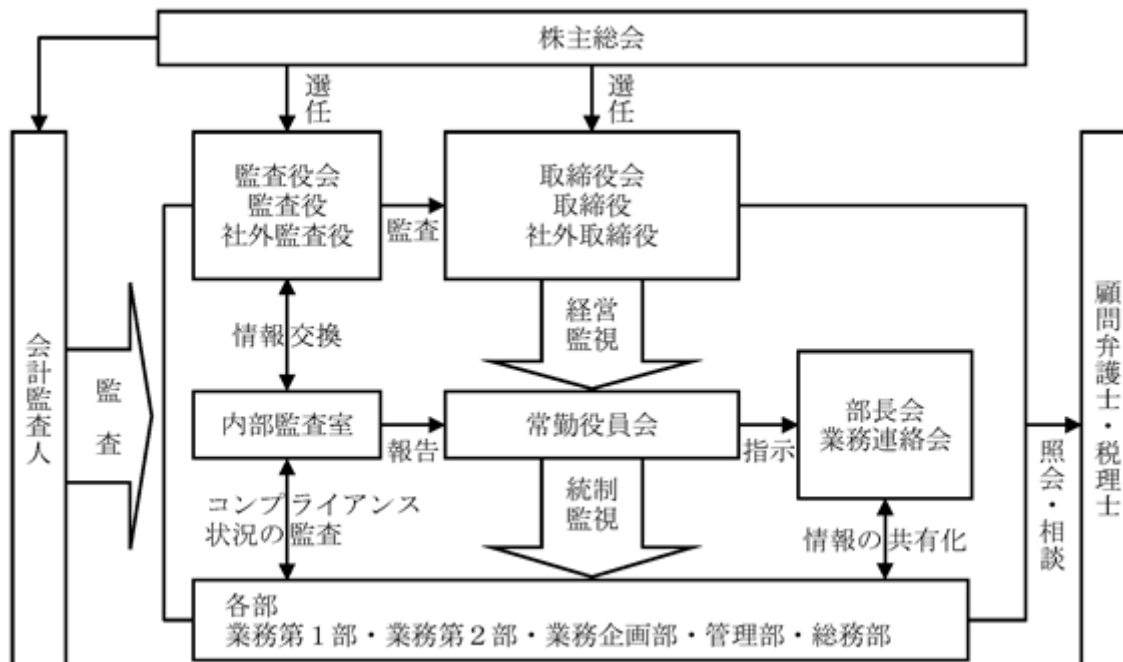 株主総会
選任
選任
監査役会
監査役
社外監査役
監査
取締役会
取締役
社外取締役
会計監査人
監査
情報交換
経営
監視
顧問弁護士・税理士
内部監査室
報告
常勤役員会
指示
部長会
業務連絡会
照会・相談
コンプライアンス
状況の監査
統制
監視
情報の共有化
各部
業務第1部・業務第2部・業務企画部・管理部・総務部